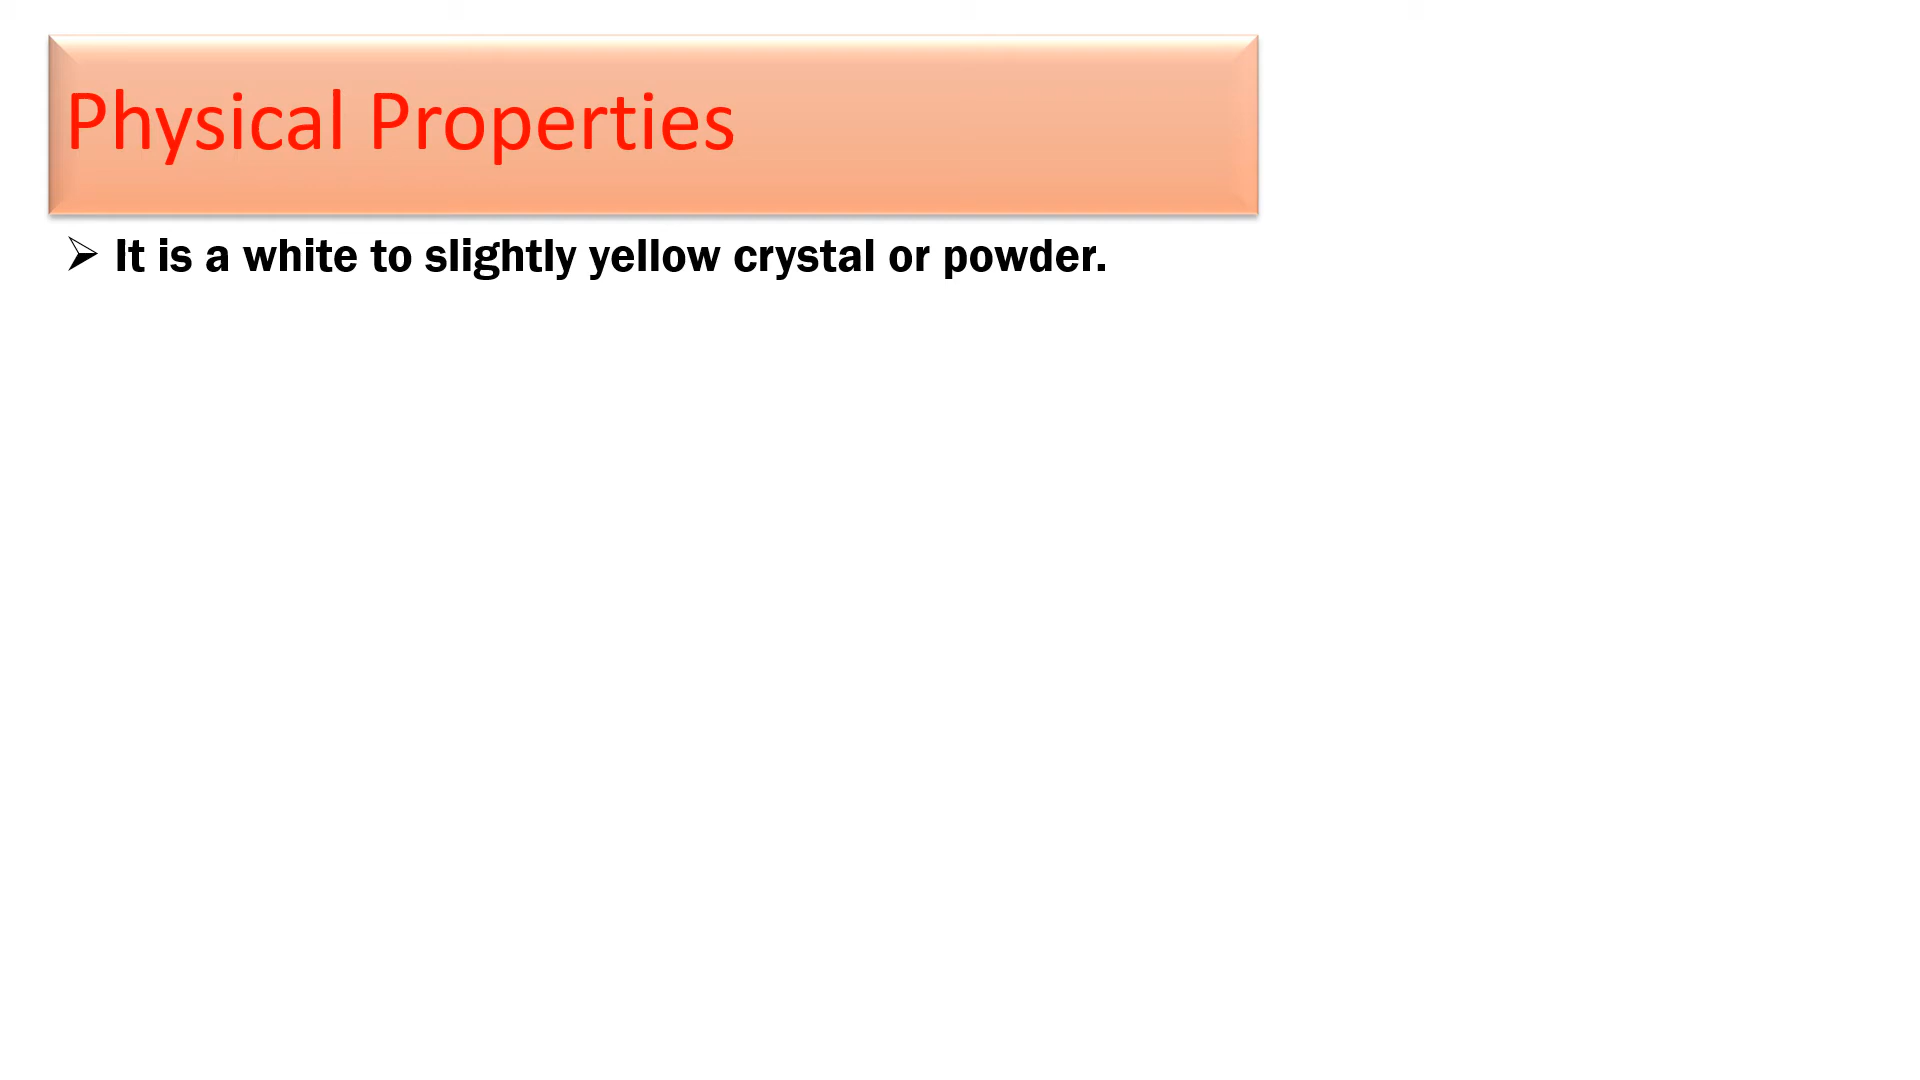 Physical Properties
➢ It is a white to slightly yellow crystal or powder.